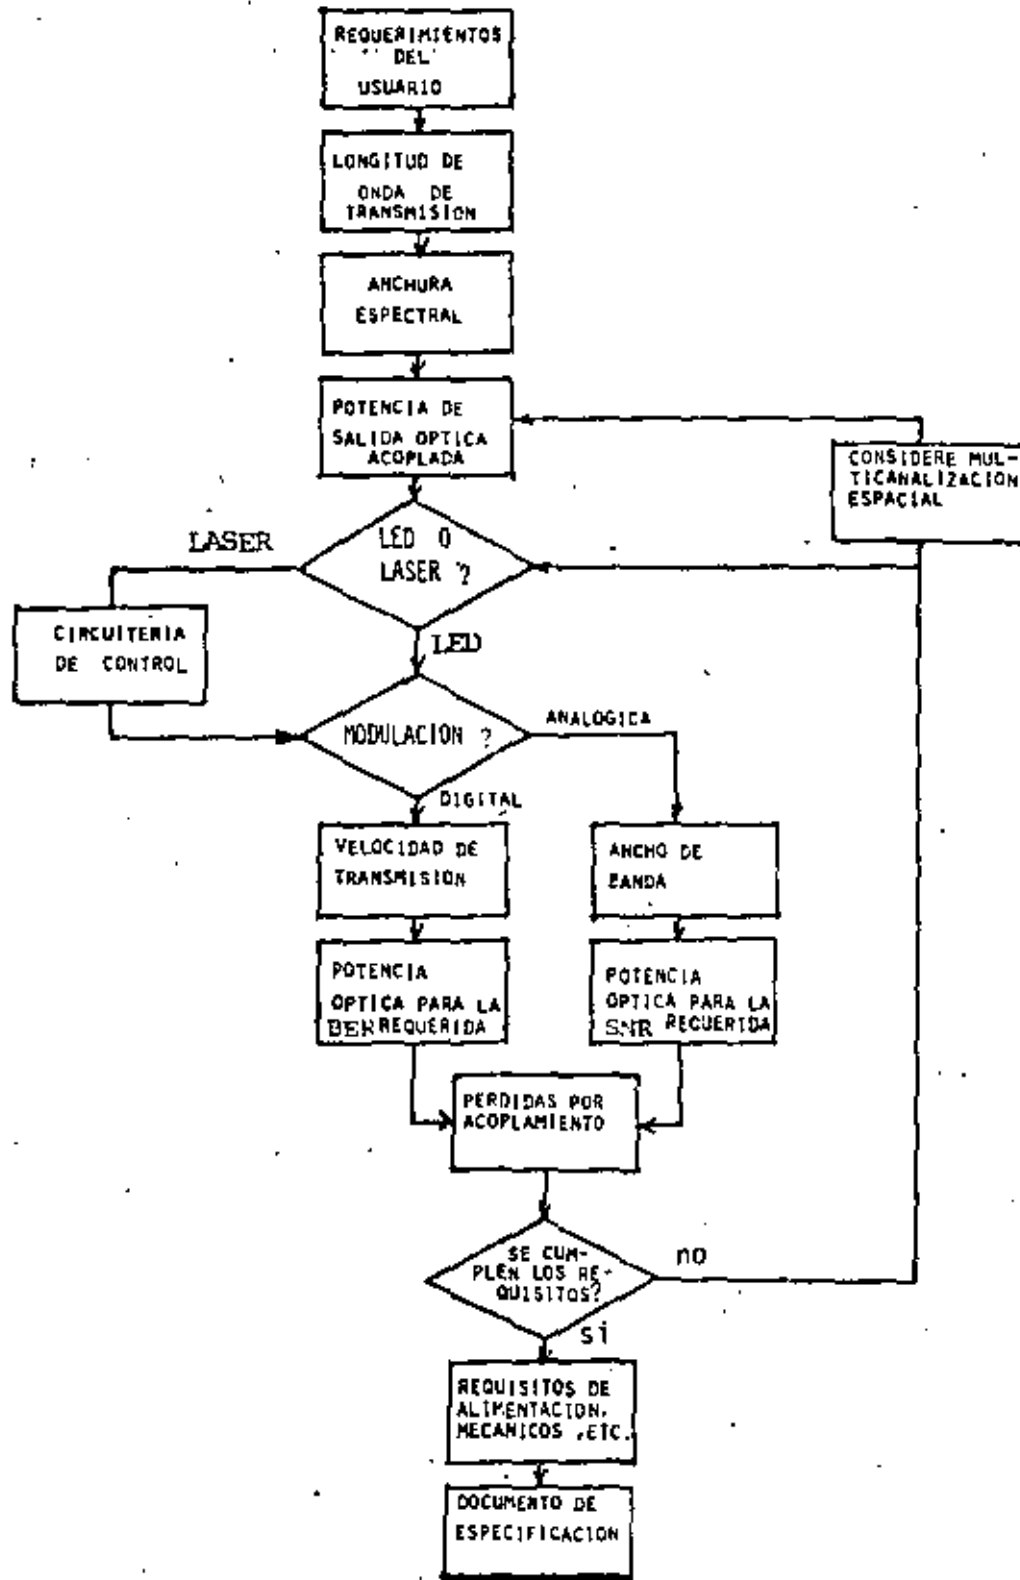 REQUERIMIENTOS
DEL
USUARIO
LONGITUD DE
ONDA DE
TRANSMISION
ANCHURA
ESPECTRAL
POTENCIA DE
SALIDA OPTICA
ACOPLADA
CONSIDERE MUL-
TICANALIZACION
ESPACIAL
LASER
LED O
LASER ?
CIRCUITERIA
DE CONTROL
LED
MODULACION ?
ANALOGICA
DIGITAL
VELOCIDAD DE
TRANSMISION
ANCHO DE
BANDA
POTENCIA
OPTICA PARA LA
BER REQUERIDA
POTENCIA
OPTICA PARA LA
SNR RECUERIDA
PERDIDAS POR
ACOPLAMIENTO
SE CUM-
PLEN LOS RE-
QUISITOS?
no
si
REQUISITOS DE
ALIMENTACION,
MECANICOS ,ETC.
DOCUMENTO DE
ESPECIFICACION